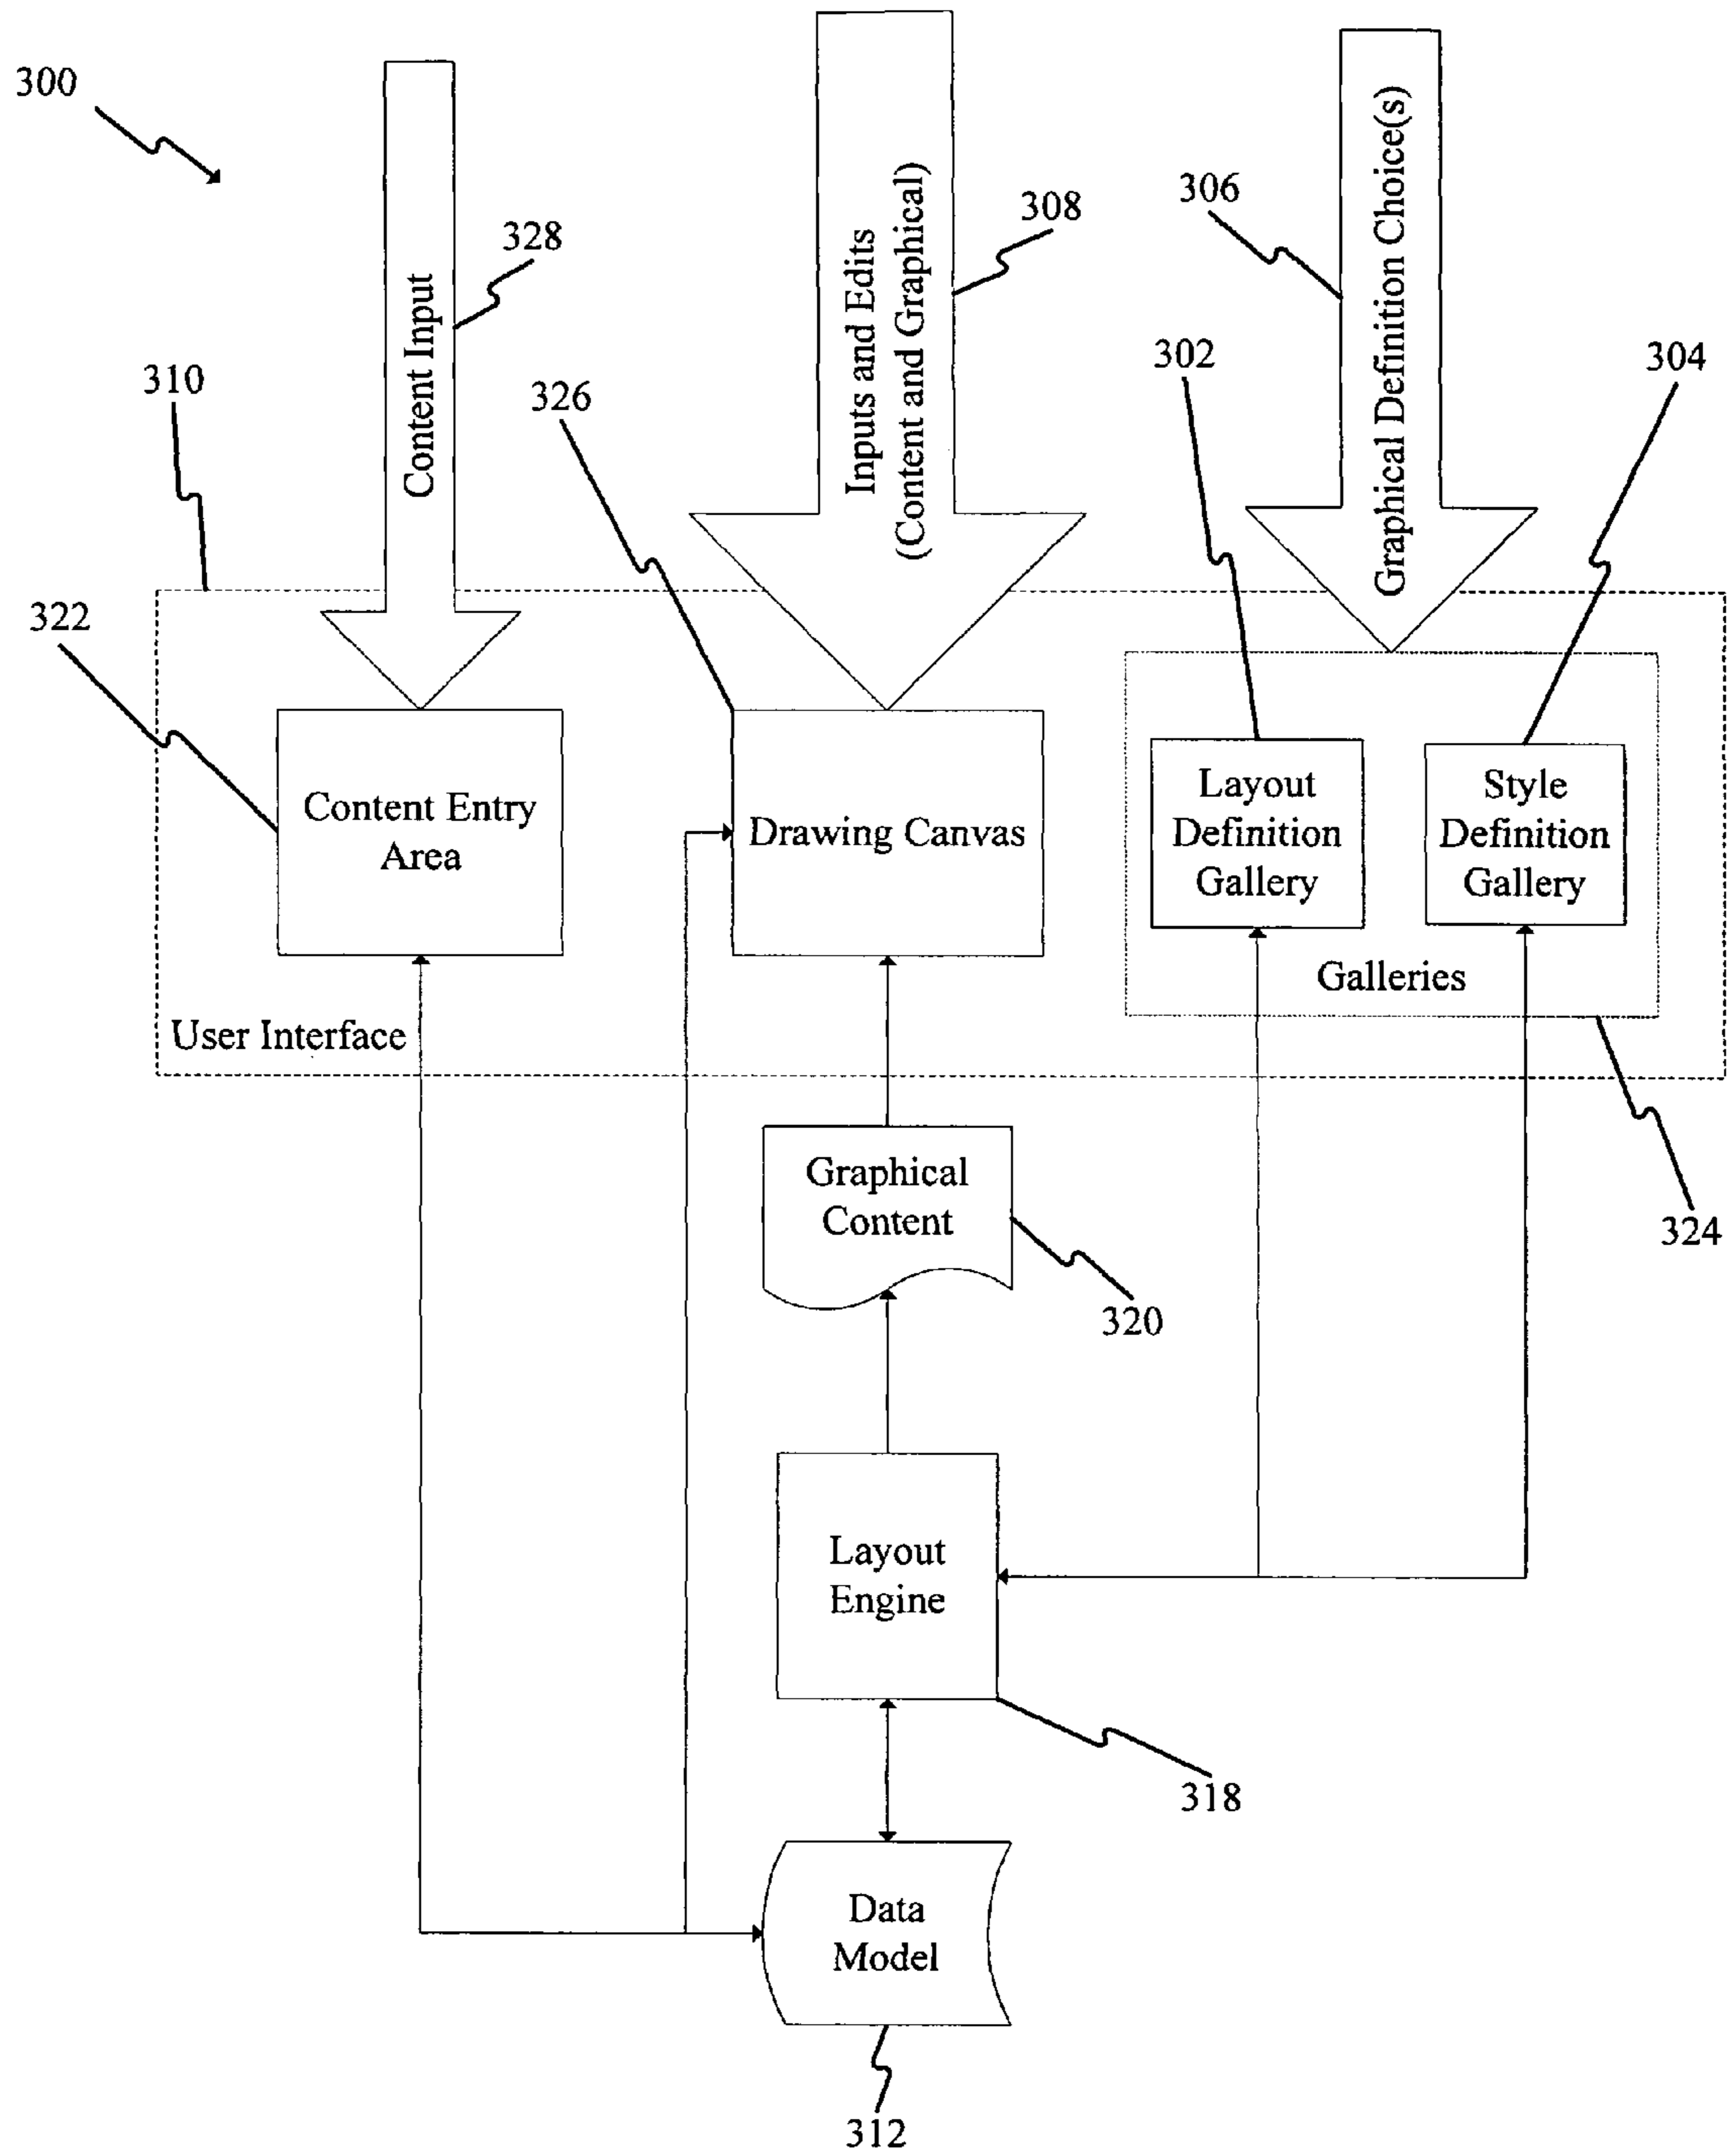 300
328
Content Input
308
Inputs and Edits
(Content and Graphical)
306
Graphical Definition Choice(s)
302
304
310
326
322
Content Entry
Area
Drawing Canvas
Layout
Definition
Gallery
Style
Definition
Gallery
Galleries
User Interface
324
Graphical
Content
320
Layout
Engine
318
Data
Model
312